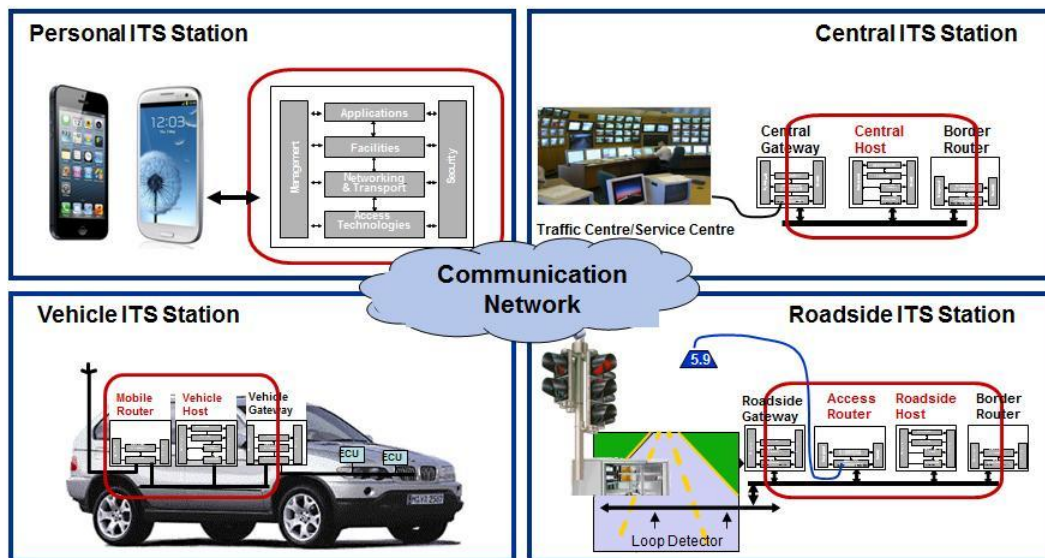 Personal ITS Station
12:03
Management
Applications
Facilities
Networking
& Transport
Access
Technologies
Security
Central ITS Station
Central
Gateway
Central
Host
Border
Router
Traffic Centre/Service Centre
Communication
Network
Vehicle ITS Station
Mobile
Router
Vehicle
Host
Vehicle
Gateway
ECU
ECU
Roadside ITS Station
5.9
Roadside
Gateway
Access
Router
Roadside
Host
Border
Router
Loop Detector